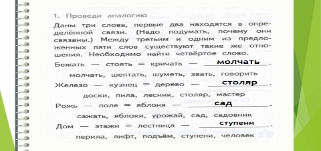 1. Проведи аналогию
Даны три слова, первые два находятся в опре-
делённой связи. (Надо подумать, почему они
связаны.) Между третьим и одним из предло-
женных пяти слов существуют такие же отно-
шения. Необходимо найти четвёртое слово.
Бежать — стоять = кричать — молчать
молчать, шептать, шуметь, звать, говорить
Железо — кузнец = дерево — столяр
доски, пила, лесник, столяр, мастер
Рожь — поле = яблоня — сад
сажать, яблоки, урожай, сад, садовник
Дом — этажи = лестница — ступени
перила, лифт, подъём, ступени, человек